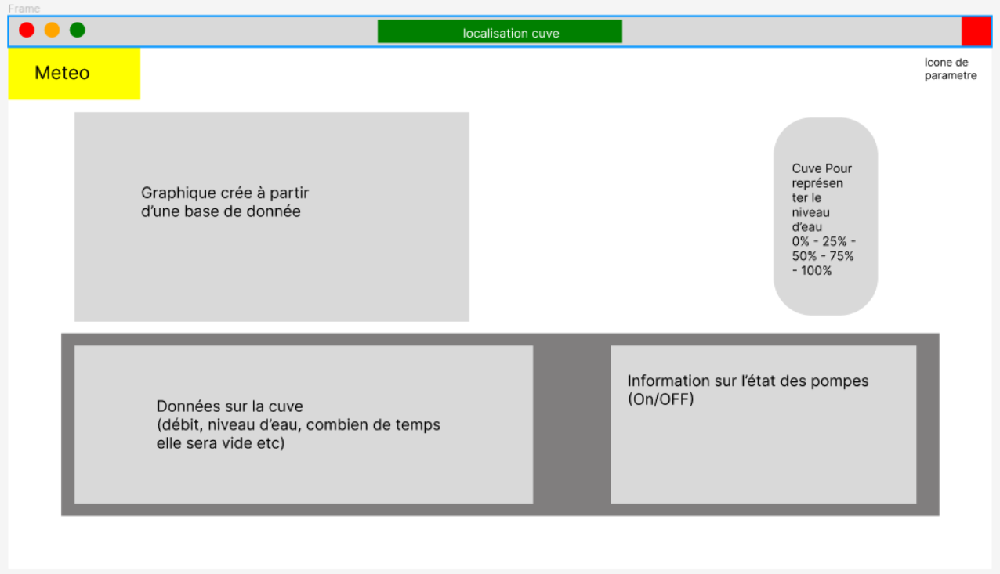 Frame
localisation cuve
Meteo
icone de
parametre
Graphique crée à partir
d'une base de donnée
Cuve Pour
représen
ter le
niveau
d'eau
0% - 25% -
50% - 75%
- 100%
Données sur la cuve
(débit, niveau d'eau, combien de temps
elle sera vide etc)
Information sur l'état des pompes
(On/OFF)